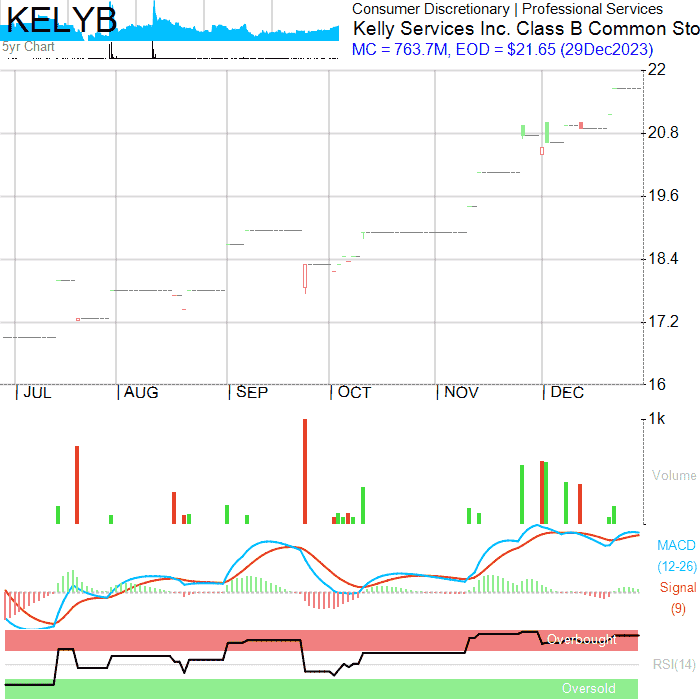 KELYB
5yr Chart
Consumer Discretionary | Professional Services
Kelly Services Inc. Class B Common Sto
MC = 763.7M, EOD = $21.65 (29Dec2023)
22
20.8
19.6
18.4
17.2
16
JUL AUG SEP OCT NOV DEC
1k
Volume
MACD
(12-26)
Signal
(9)
Overbought
RSI(14)
Oversold